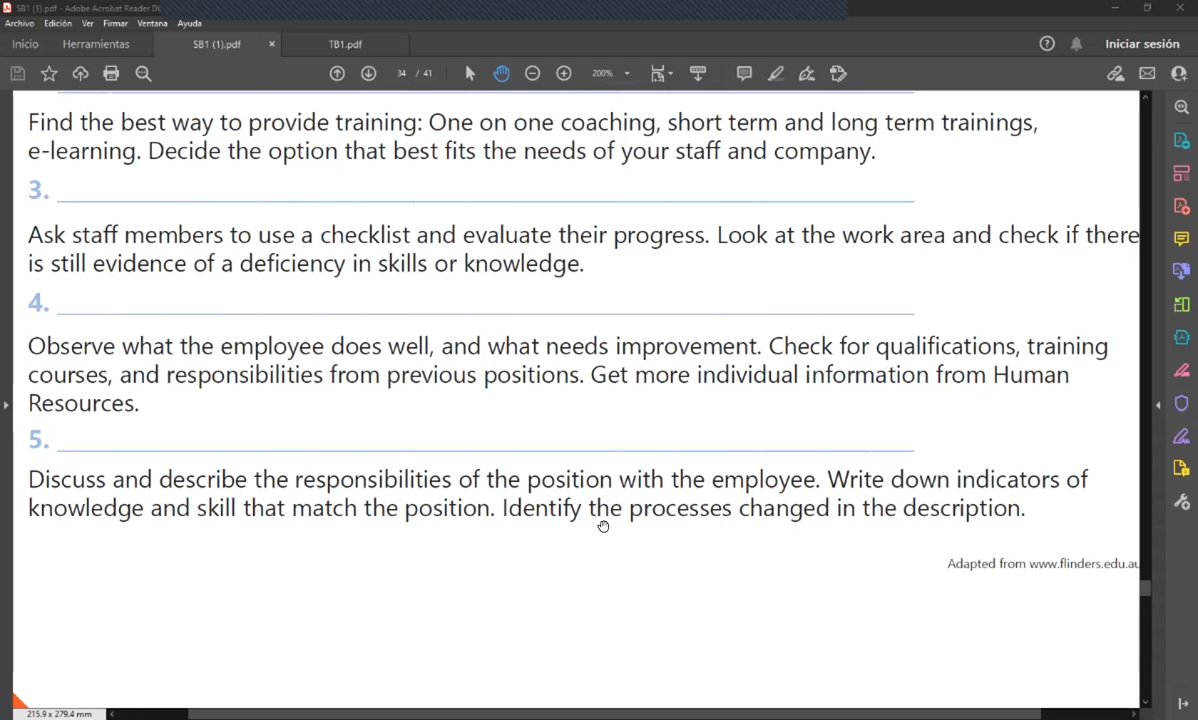 SB1 (1).pdf - Adobe Acrobat Reader DC
Archivo Edición Ver Firmar Ventana Ayuda
Inicio Herramientas SB1 (1).pdf × TB1.pdf Iniciar sesión
34 / 41 200%
Find the best way to provide training: One on one coaching, short term and long term trainings,
e-learning. Decide the option that best fits the needs of your staff and company.
3.
Ask staff members to use a checklist and evaluate their progress. Look at the work area and check if there
is still evidence of a deficiency in skills or knowledge.
4.
Observe what the employee does well, and what needs improvement. Check for qualifications, training
courses, and responsibilities from previous positions. Get more individual information from Human
Resources.
5.
Discuss and describe the responsibilities of the position with the employee. Write down indicators of
knowledge and skill that match the position. Identify the processes changed in the description.
Adapted from www.flinders.edu.au
215.9 x 279.4 mm